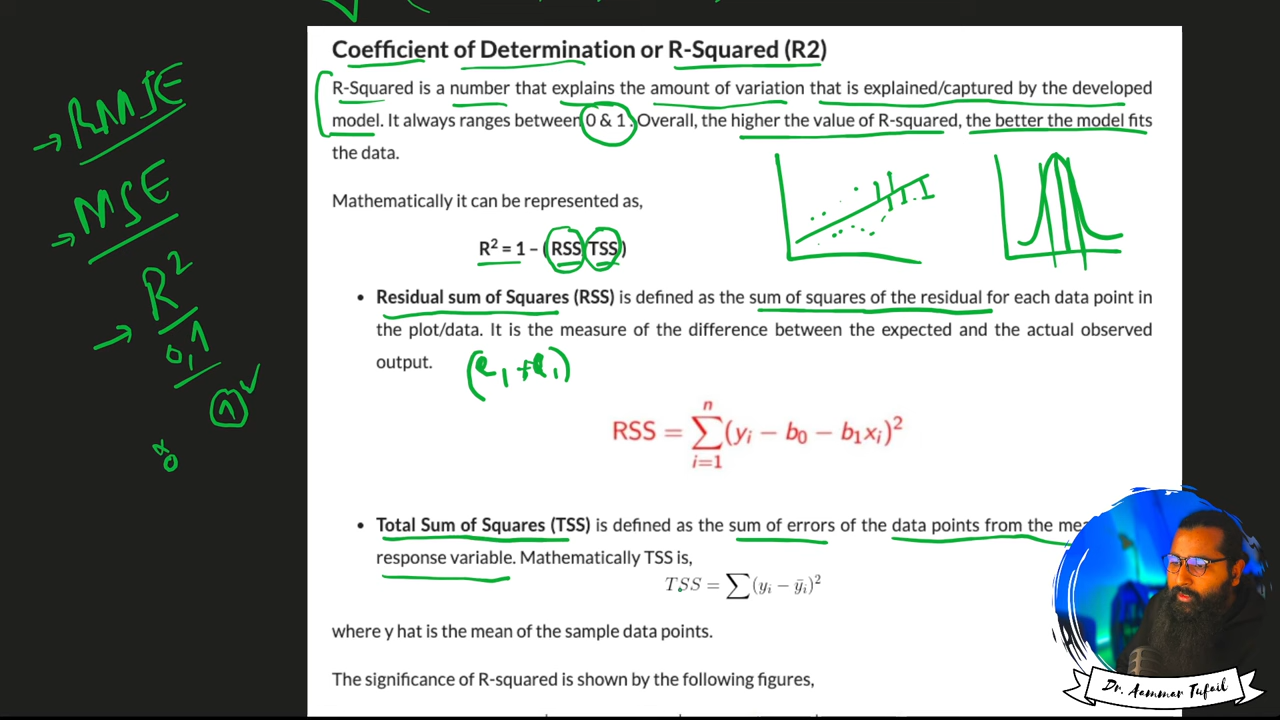 Coefficient of Determination or R-Squared (R2)
R-Squared is a number that explains the amount of variation that is explained/captured by the developed
model. It always ranges between 0 & 1 . Overall, the higher the value of R-squared, the better the model fits
the data.
Mathematically it can be represented as,
R² = 1 – ( RSS/TSS )
• Residual sum of Squares (RSS) is defined as the sum of squares of the residual for each data point in
the plot/data. It is the measure of the difference between the expected and the actual observed
output.
(e₁ + e₁)
RSS = ∑ⁿᵢ₌₁ (yᵢ − b₀ − b₁xᵢ)²
• Total Sum of Squares (TSS) is defined as the sum of errors of the data points from the
response variable. Mathematically TSS is,
TSS = ∑ (yᵢ − ȳᵢ)²
where y hat is the mean of the sample data points.
The significance of R-squared is shown by the following figures,
→ RMSE
→ MSE
→ R²
0,1
1
Dr. Aammar Tufail